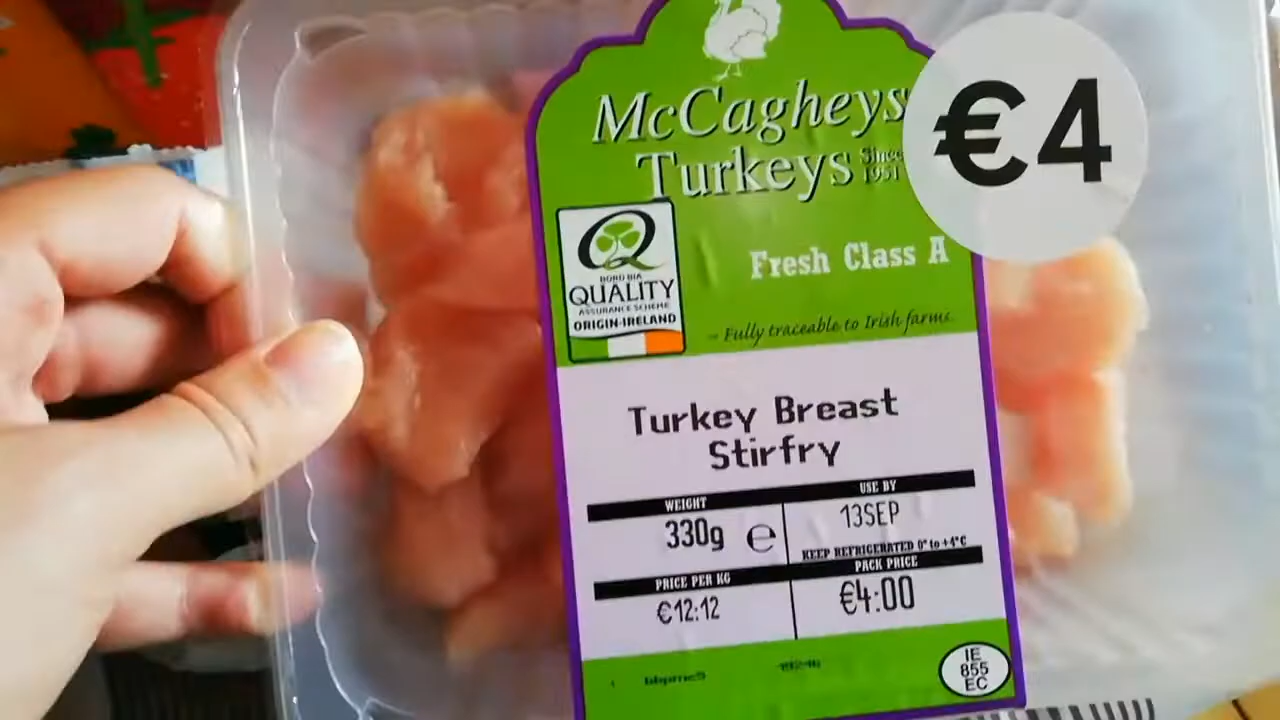 McCagheys
Turkeys Since 1951
€4
BORD BIA
QUALITY
ASSURANCE SCHEME
ORIGIN-IRELAND
Fresh Class A
Fully traceable to Irish farms.
Turkey Breast
Stirfry
WEIGHT
330g e
USE BY
13SEP
KEEP REFRIGERATED 0° to +4°C
PRICE PER KG
€12:12
PACK PRICE
€4:00
IE
855
EC